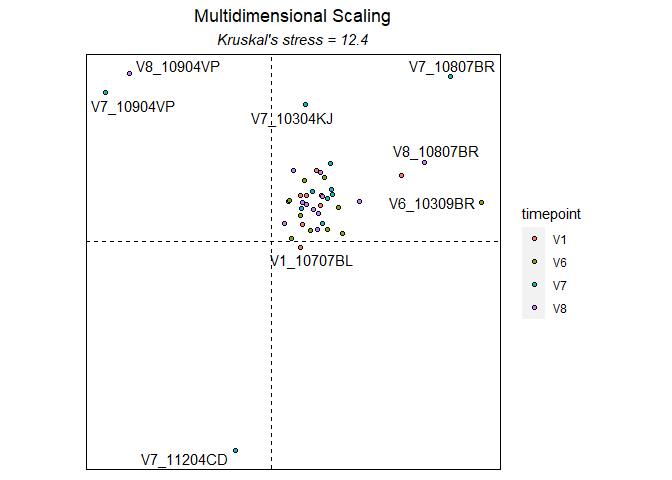 Multidimensional Scaling
Kruskal's stress = 12.4
V8_10904VP
V7_10807BR
V7_10904VP
V7_10304KJ
V8_10807BR
V6_10309BR
timepoint
V1
V6
V7
V8
V1_10707BL
V7_11204CD